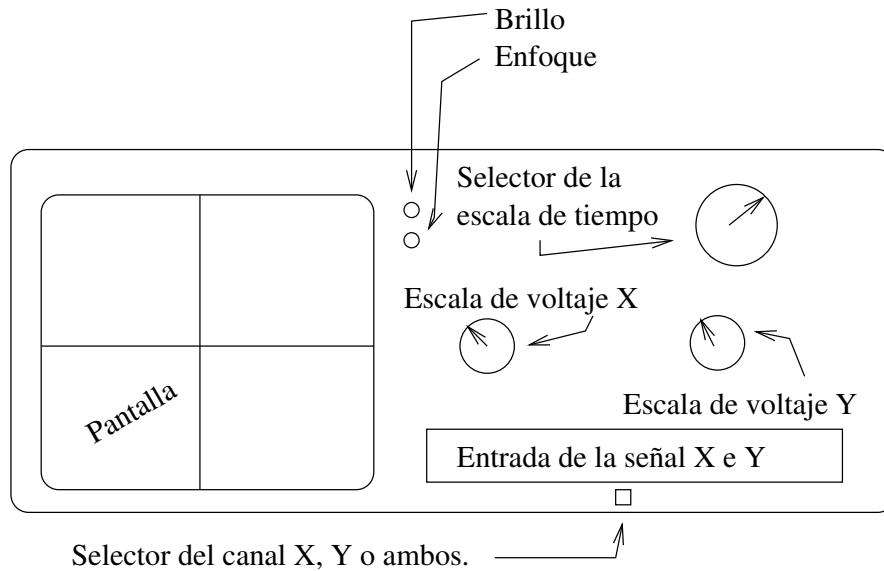 Brillo
Enfoque
Selector de la
escala de tiempo
Escala de voltaje X
Pantalla
Escala de voltaje Y
Entrada de la señal X e Y
Selector del canal X, Y o ambos.